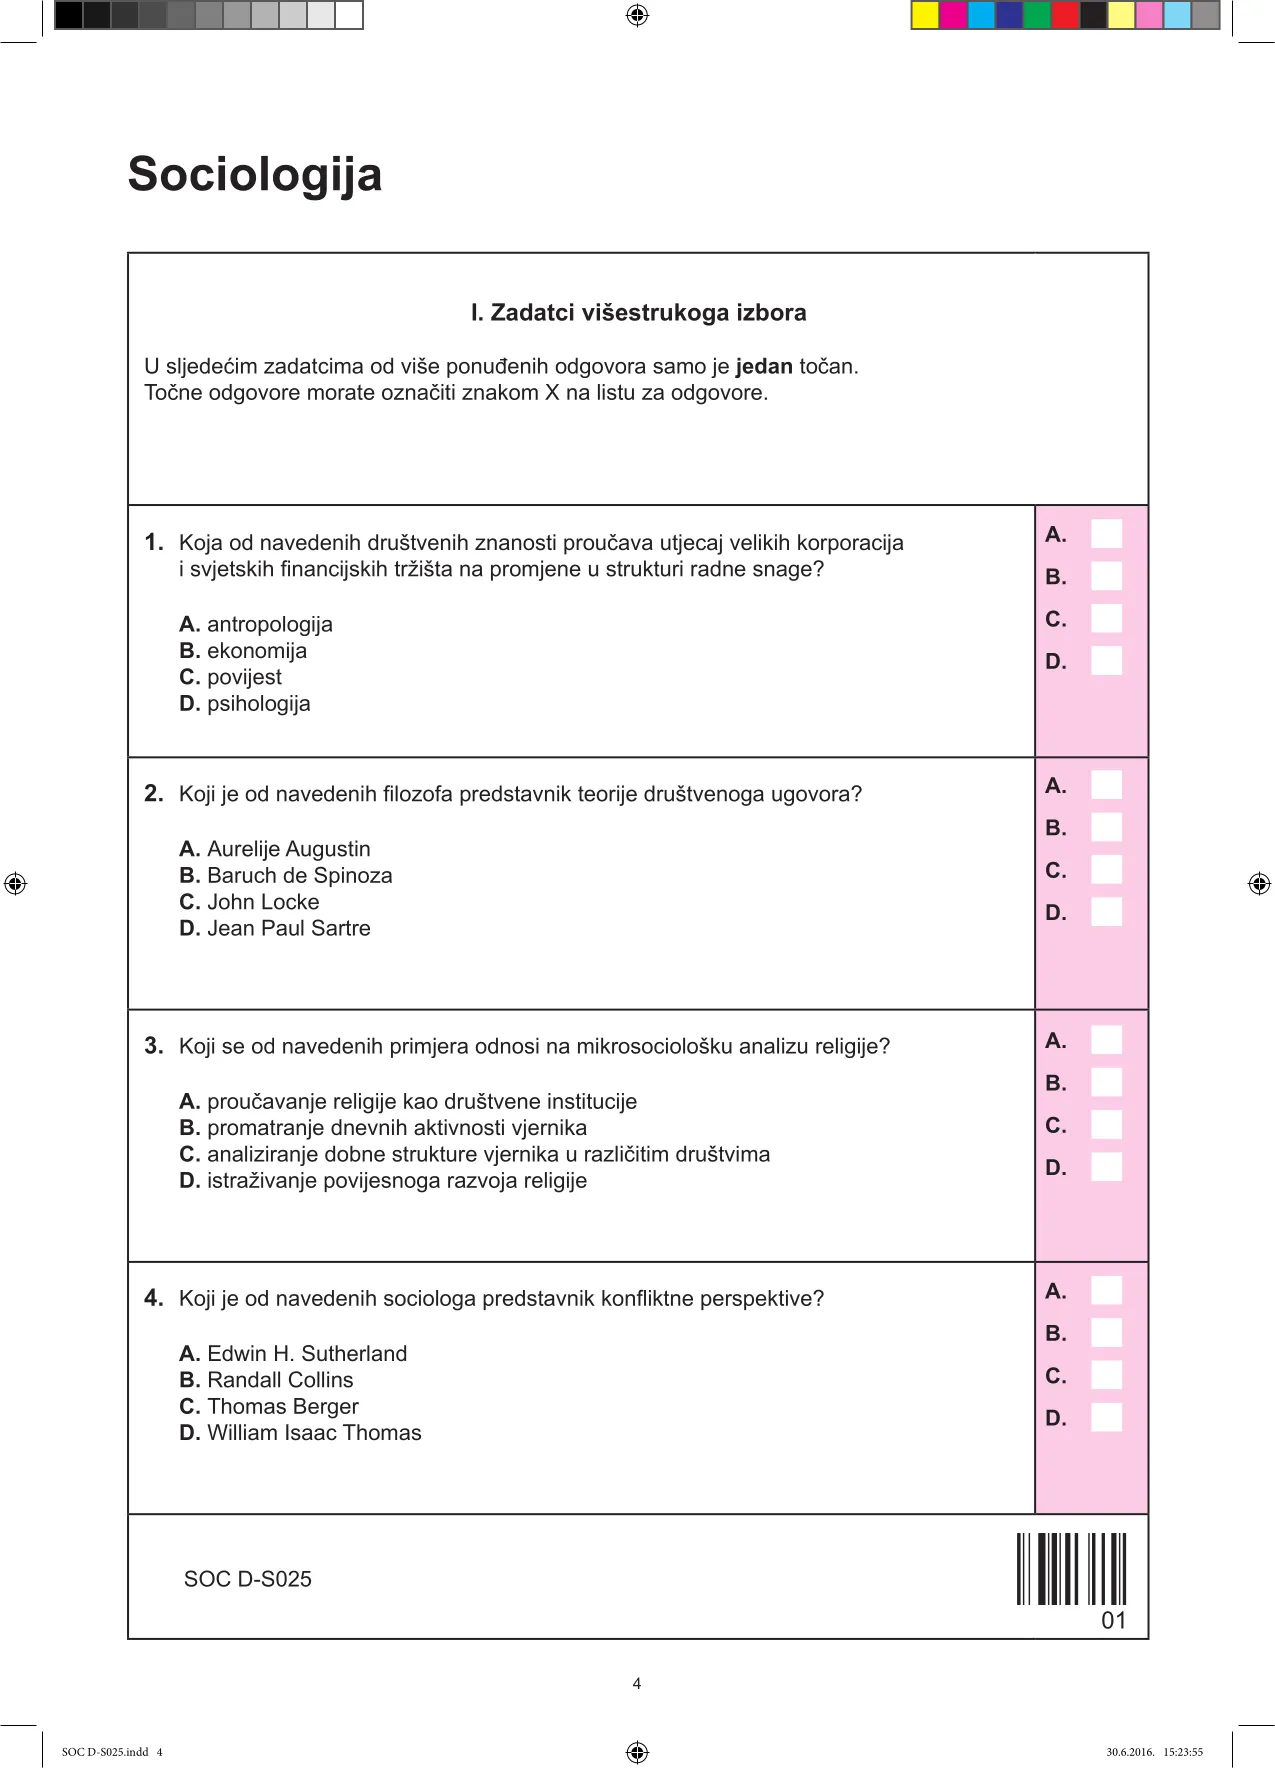 Sociologija
I. Zadatci višestrukoga izbora
U sljedećim zadatcima od više ponuđenih odgovora samo je jedan točan.
Točne odgovore morate označiti znakom X na listu za odgovore.
1. Koja od navedenih društvenih znanosti proučava utjecaj velikih korporacija
i svjetskih financijskih tržišta na promjene u strukturi radne snage?
A. antropologija
B. ekonomija
C. povijest
D. psihologija
A.
B.
C.
D.
2. Koji je od navedenih filozofa predstavnik teorije društvenoga ugovora?
A. Aurelije Augustin
B. Baruch de Spinoza
C. John Locke
D. Jean Paul Sartre
A.
B.
C.
D.
3. Koji se od navedenih primjera odnosi na mikrosociološku analizu religije?
A. proučavanje religije kao društvene institucije
B. promatranje dnevnih aktivnosti vjernika
C. analiziranje dobne strukture vjernika u različitim društvima
D. istraživanje povijesnoga razvoja religije
A.
B.
C.
D.
4. Koji je od navedenih sociologa predstavnik konfliktne perspektive?
A. Edwin H. Sutherland
B. Randall Collins
C. Thomas Berger
D. William Isaac Thomas
A.
B.
C.
D.
SOC D-S025
01
4
SOC D-S025.indd 4
30.6.2016. 15:23:55